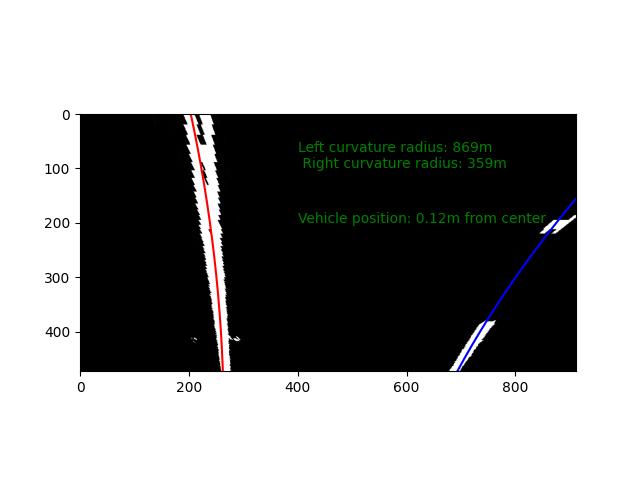 0
Left curvature radius: 869m
Right curvature radius: 359m
100
Vehicle position: 0.12m from center
200
300
400
0 200 400 600 800